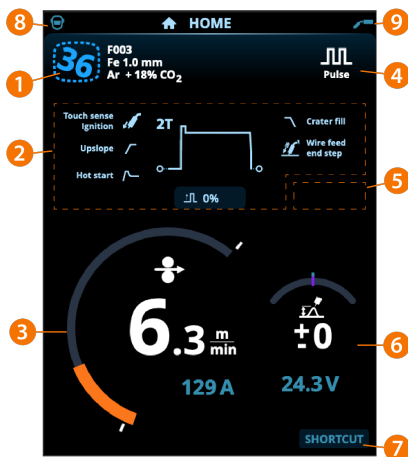 8
HOME
9
36
F003
Fe 1.0 mm
Ar + 18% CO2
Pulse
1
4
Touch sense
Ignition
2T
Crater fill
2
Upslope
Wire feed
end step
Hot start
5
0%
3
6.3 m/min
±0
6
129 A
24.3 V
SHORTCUT
7